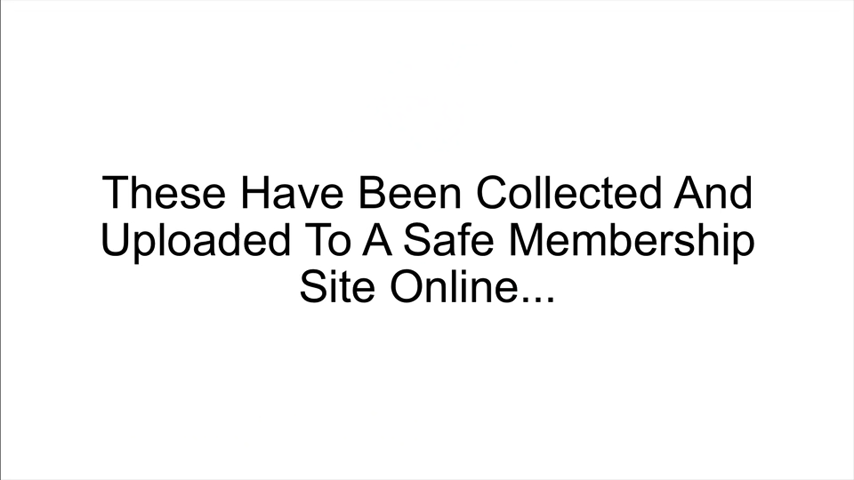 These Have Been Collected And
Uploaded To A Safe Membership
Site Online...